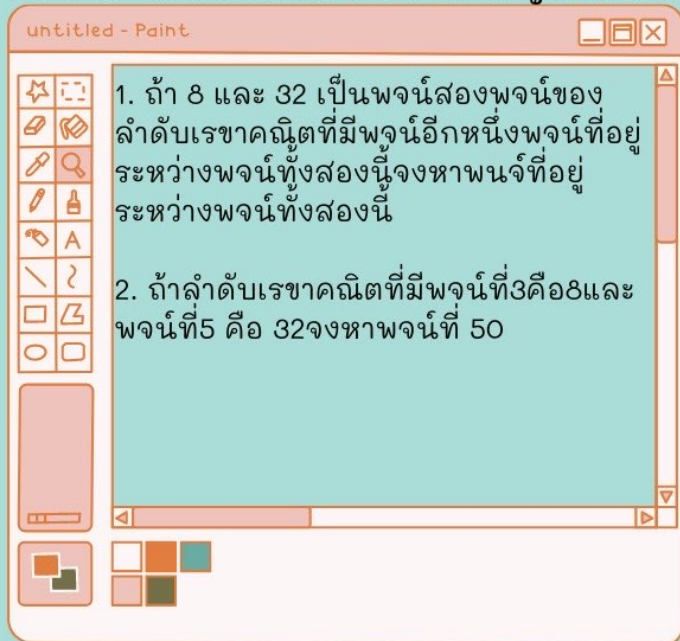 untitled - Paint
1. ถ้า 8 และ 32 เป็นพจน์สองพจน์ของ
ลำดับเรขาคณิตที่มีพจน์อีกหนึ่งพจน์ที่อยู่
ระหว่างพจน์ทั้งสองนี้จงหาพนจ์ที่อยู่
ระหว่างพจน์ทั้งสองนี้
2. ถ้าลำดับเรขาคณิตที่มีพจน์ที่3คือ8และ
พจน์ที่5 คือ 32จงหาพจน์ที่ 50
A